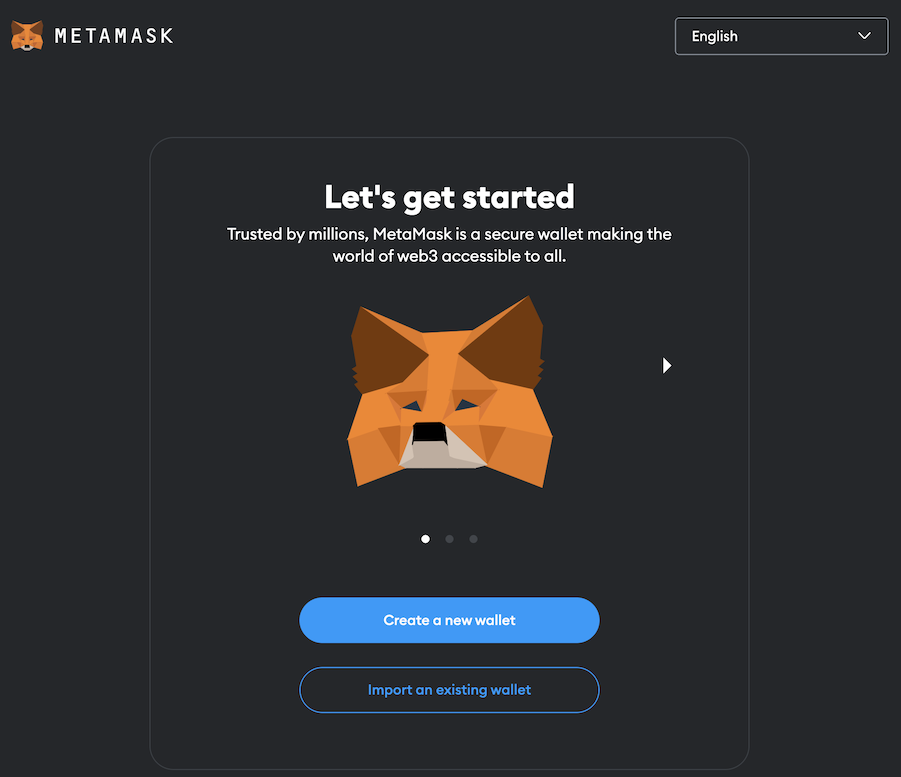 METAMASK
English
Let's get started
Trusted by millions, MetaMask is a secure wallet making the
world of web3 accessible to all.
Create a new wallet
Import an existing wallet